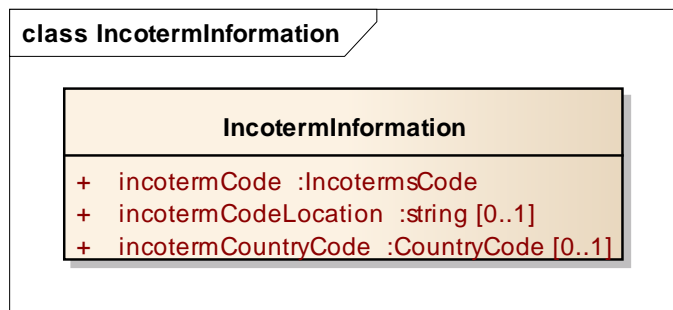 class IncotermInformation
IncotermInformation
+ incotermCode :IncotermsCode
+ incotermCodeLocation :string [0..1]
+ incotermCountryCode :CountryCode [0..1]